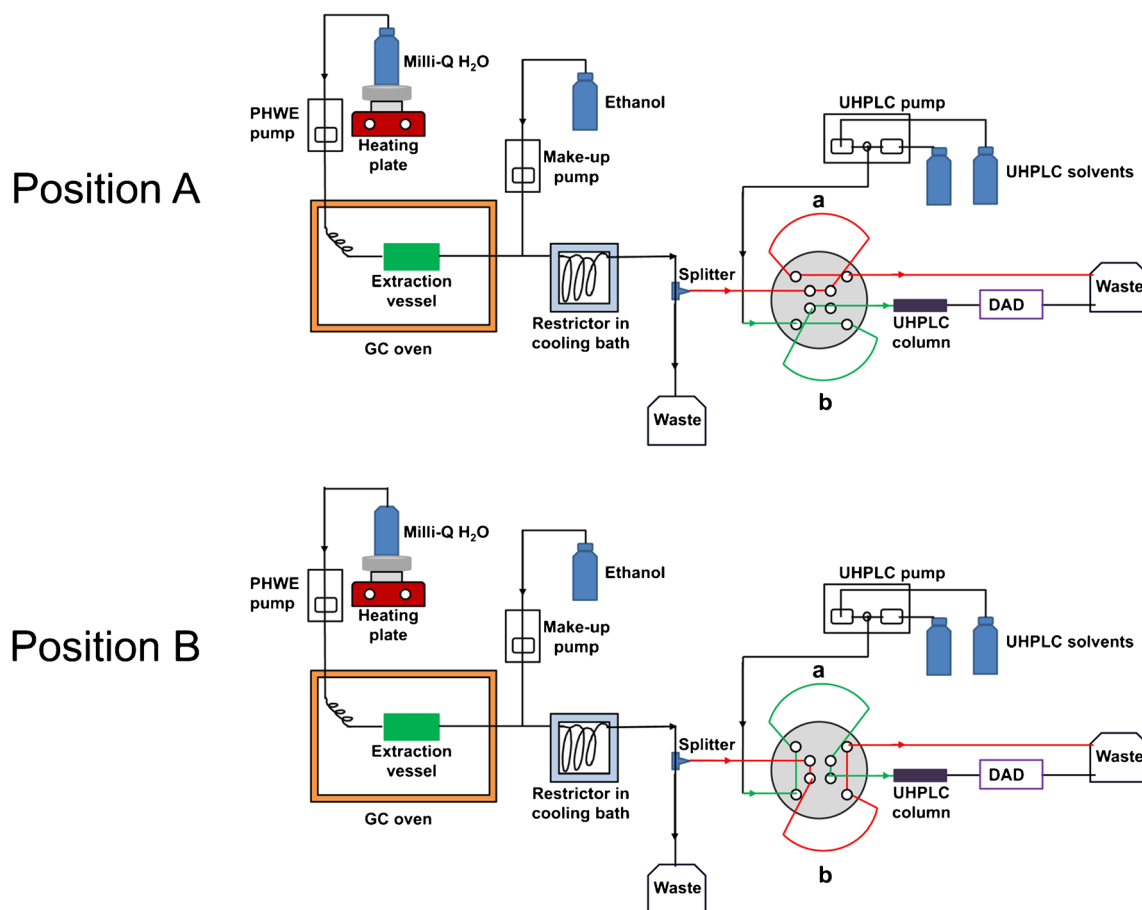 Position A
Milli-Q H₂O
PHWE
pump
Heating
plate
Ethanol
Make-up
pump
UHPLC pump
UHPLC solvents
Extraction
vessel
GC oven
Restrictor in
cooling bath
Splitter
Waste
a
b
UHPLC
column
DAD
Waste
Position B
Milli-Q H₂O
PHWE
pump
Heating
plate
Ethanol
Make-up
pump
UHPLC pump
UHPLC solvents
Extraction
vessel
GC oven
Restrictor in
cooling bath
Splitter
Waste
a
b
UHPLC
column
DAD
Waste